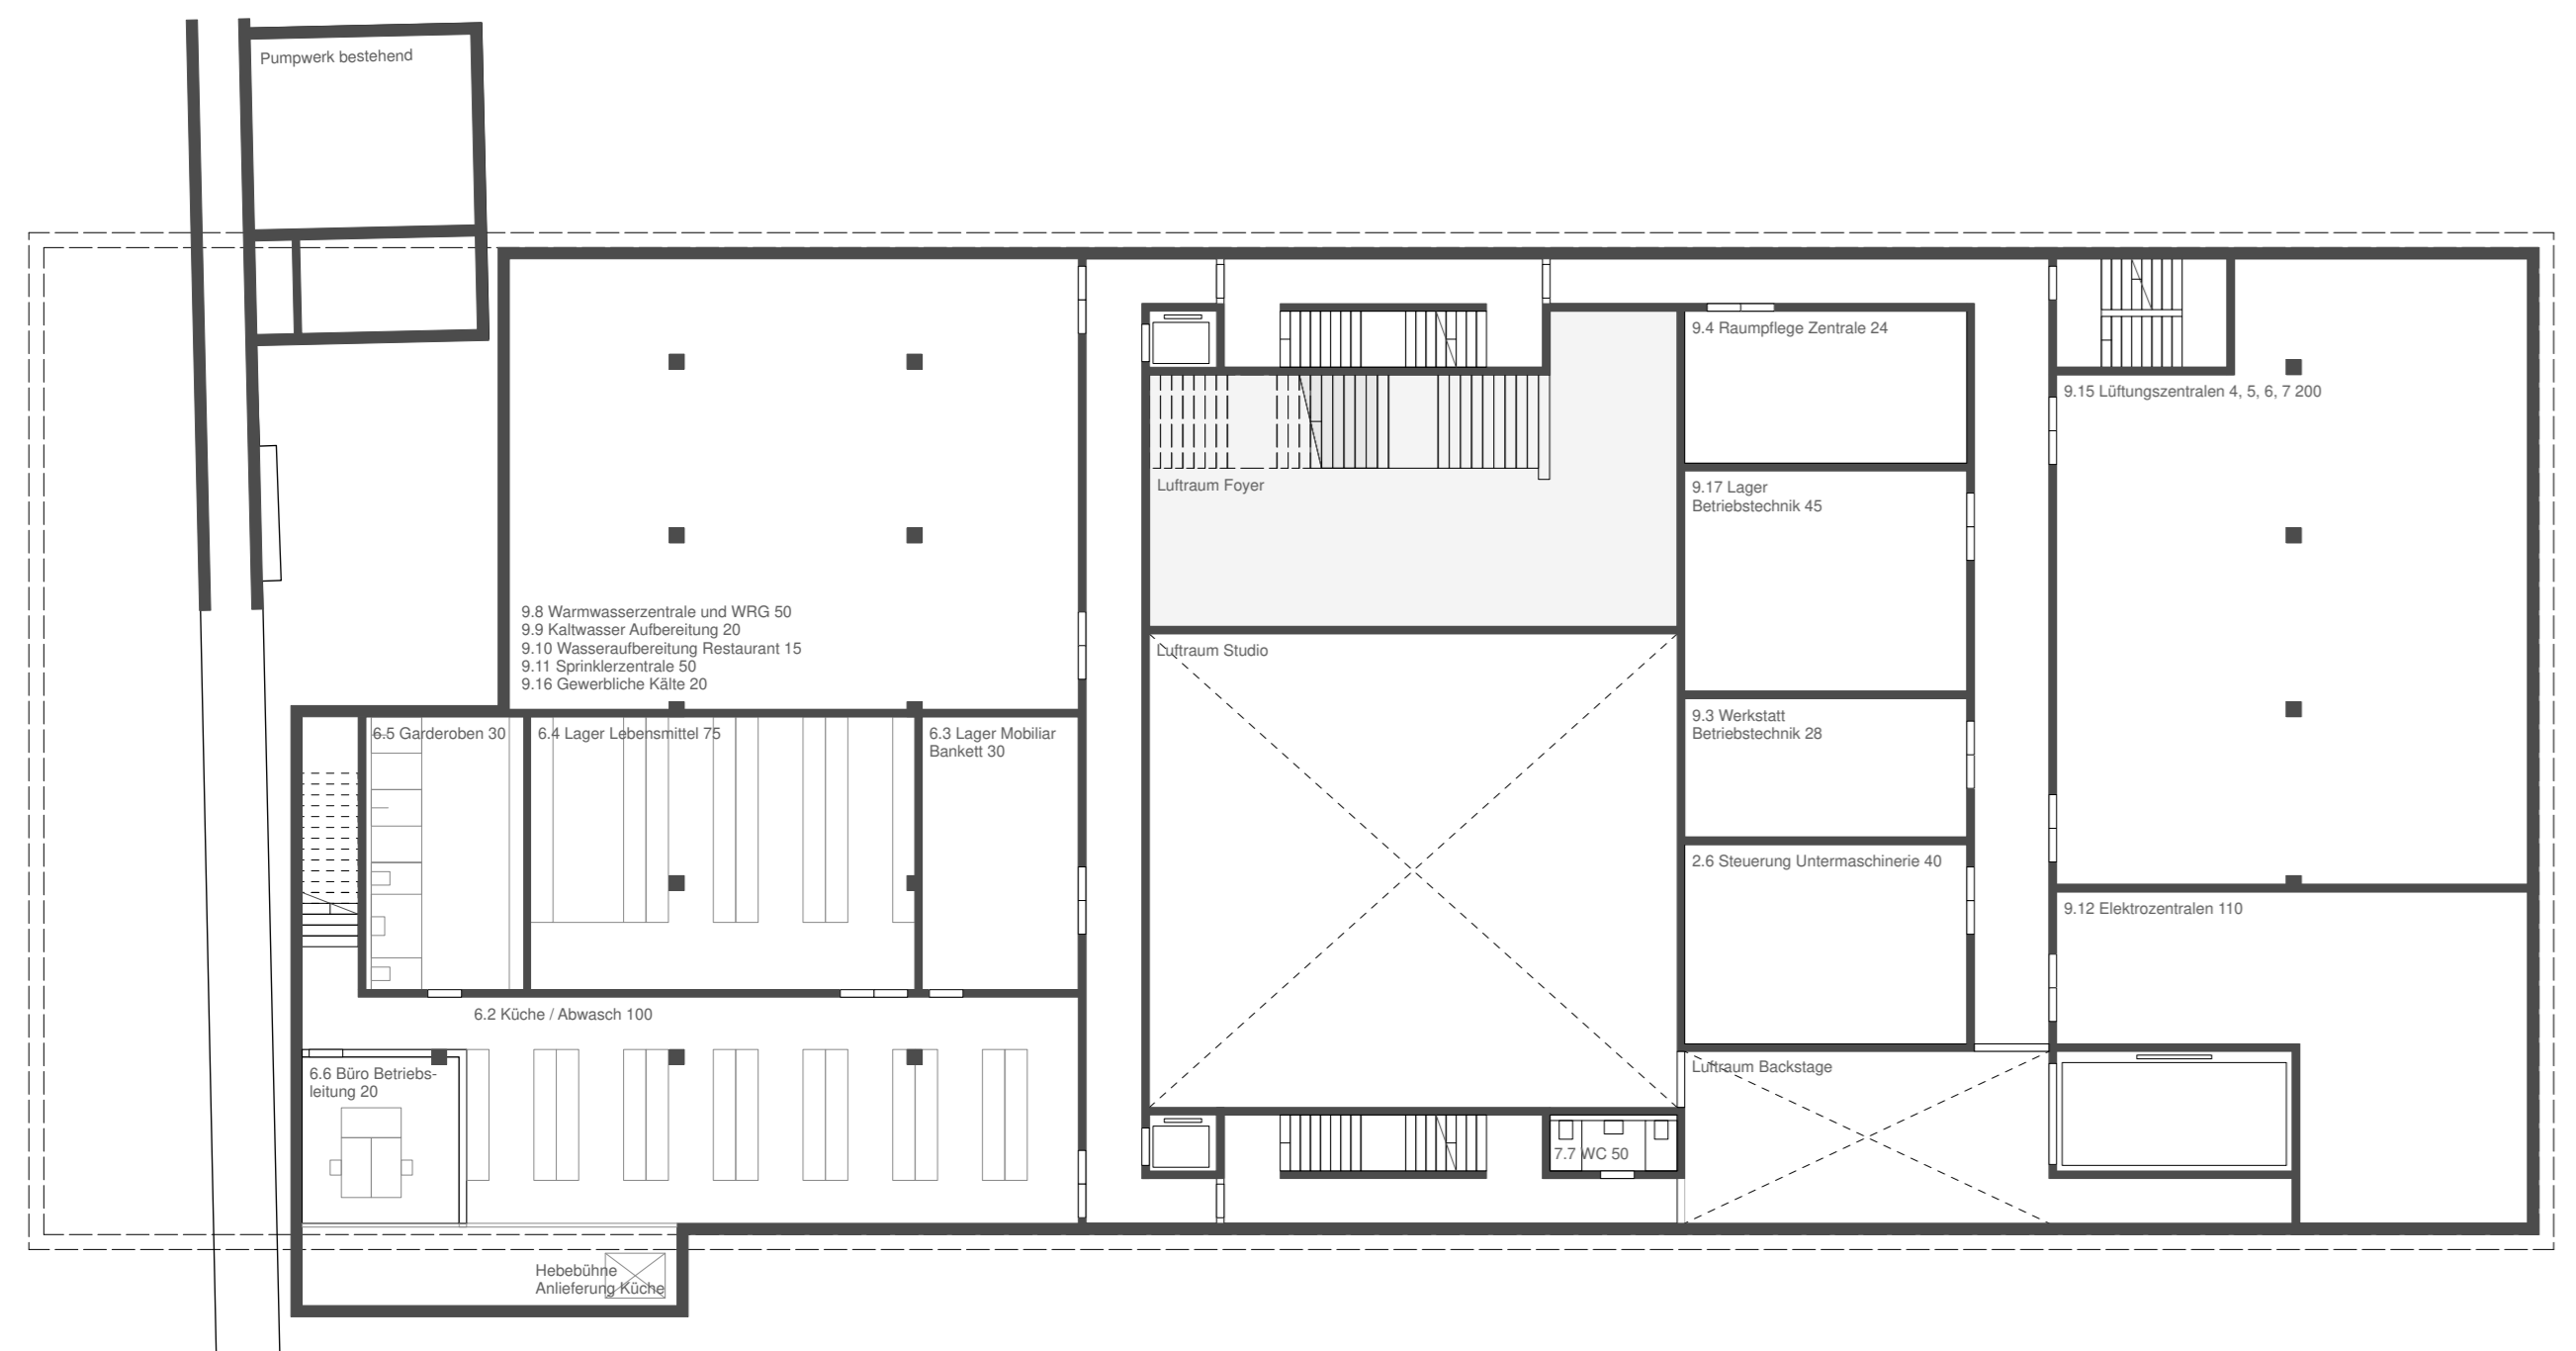 Pumpwerk bestehend
9.4 Raumpflege Zentrale 24
9.15 Lüftungszentralen 4, 5, 6, 7 200
Luftraum Foyer
9.17 Lager
Betriebstechnik 45
9.8 Warmwasserzentrale und WRG 50
9.9 Kaltwasser Aufbereitung 20
9.10 Wasseraufbereitung Restaurant 15
9.11 Sprinklerzentrale 50
9.16 Gewerbliche Kälte 20
Luftraum Studio
9.3 Werkstatt
Betriebstechnik 28
6.5 Garderoben 30
6.4 Lager Lebensmittel 75
6.3 Lager Mobiliar
Bankett 30
2.6 Steuerung Untermaschinerie 40
9.12 Elektrozentralen 110
6.2 Küche / Abwasch 100
6.6 Büro Betriebs-
leitung 20
Luftraum Backstage
7.7 WC 50
Hebebühne
Anlieferung Küche